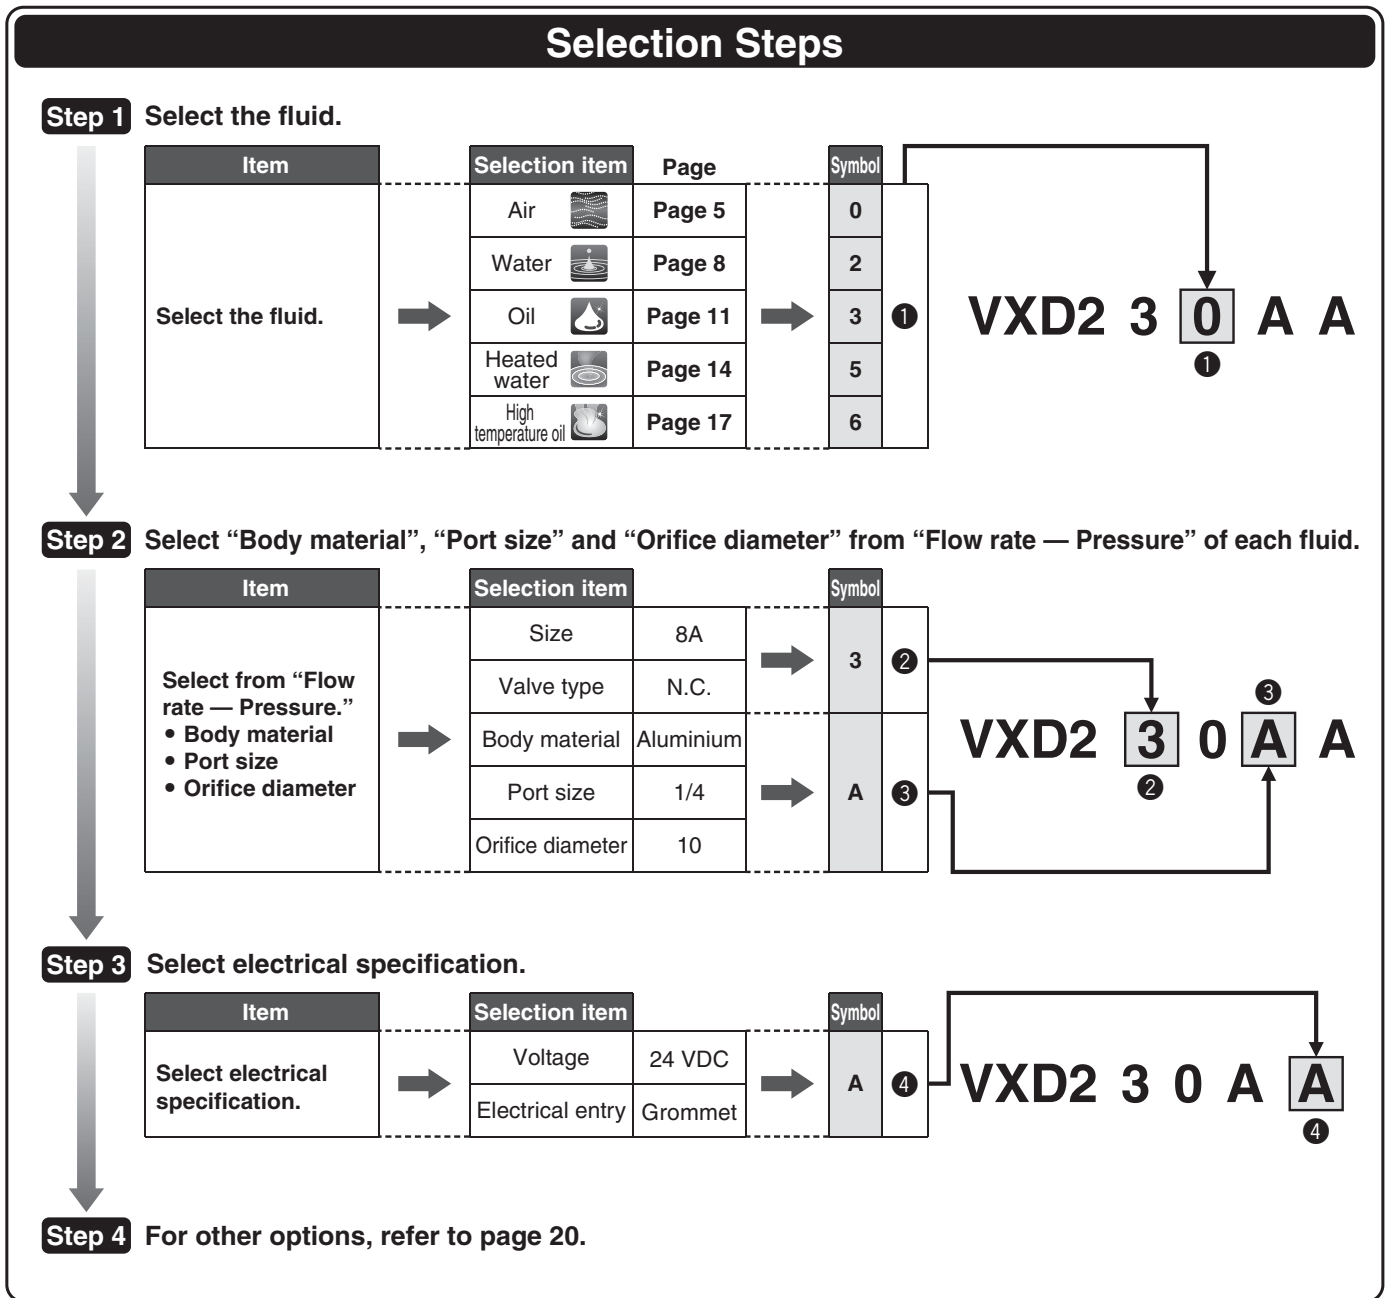 Selection Steps
Step 1 Select the fluid.
Item Selection item Page Symbol
Select the fluid.
Air Page 5 0
Water Page 8 2
Oil Page 11 3
Heated water Page 14 5
High temperature oil Page 17 6
❶
VXD2 3 0 A A
❶
Step 2 Select “Body material”, “Port size” and “Orifice diameter” from “Flow rate — Pressure” of each fluid.
Item Selection item Symbol
Select from “Flow
rate — Pressure.”
• Body material
• Port size
• Orifice diameter
Size 8A
Valve type N.C.
3 ❷
Body material Aluminium
Port size 1/4
Orifice diameter 10
A ❸
❸
VXD2 3 0 A A
❷
Step 3 Select electrical specification.
Item Selection item Symbol
Select electrical
specification.
Voltage 24 VDC
Electrical entry Grommet
A ❹
VXD2 3 0 A A
❹
Step 4 For other options, refer to page 20.